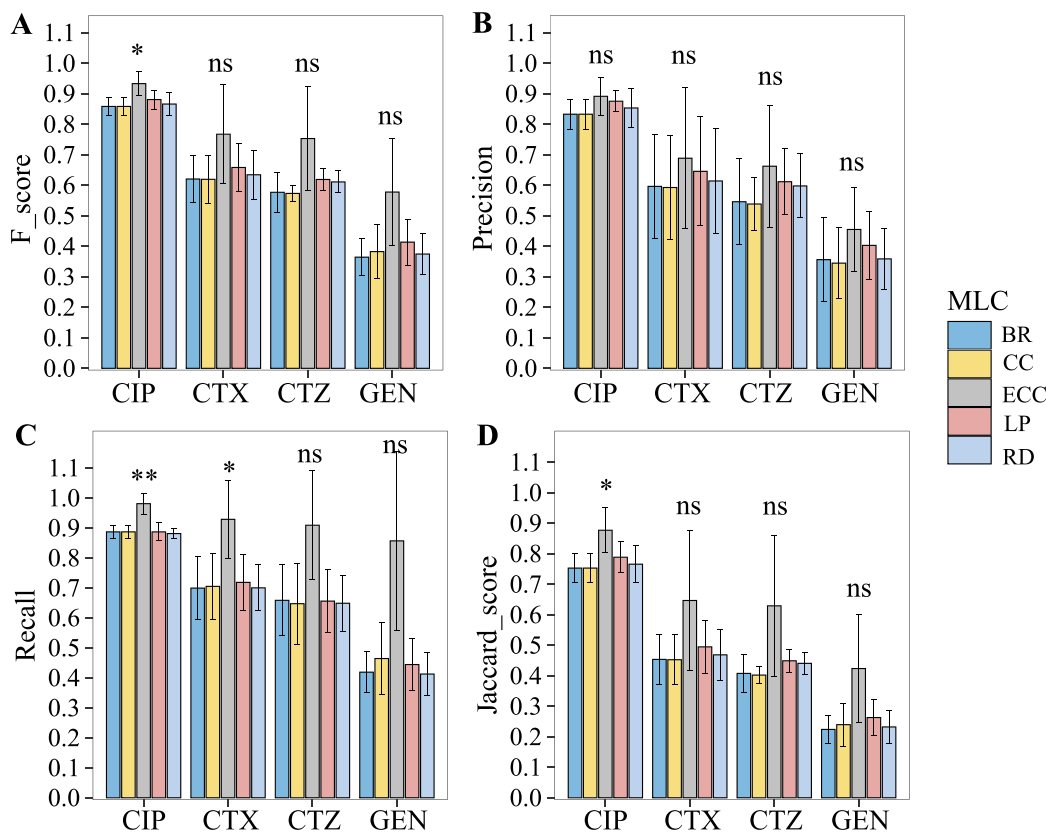 A
F_score
1.1
1.0
0.9
0.8
0.7
0.6
0.5
0.4
0.3
0.2
0.1
0.0
* ns ns ns
CIP CTX CTZ GEN
B
Precision
1.1
1.0
0.9
0.8
0.7
0.6
0.5
0.4
0.3
0.2
0.1
0.0
ns ns ns ns
CIP CTX CTZ GEN
C
Recall
1.1
1.0
0.9
0.8
0.7
0.6
0.5
0.4
0.3
0.2
0.1
0.0
** * ns ns
CIP CTX CTZ GEN
D
Jaccard_score
1.1
1.0
0.9
0.8
0.7
0.6
0.5
0.4
0.3
0.2
0.1
0.0
* ns ns ns
CIP CTX CTZ GEN
MLC
BR
CC
ECC
LP
RD